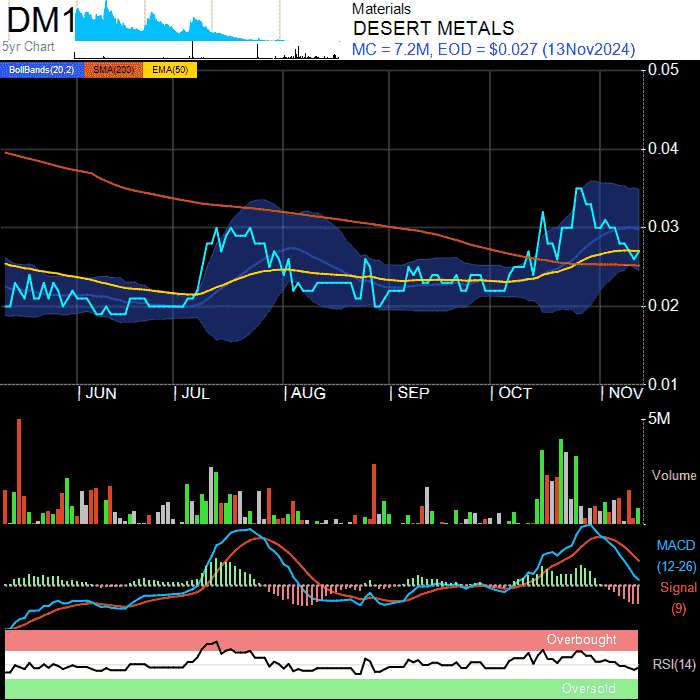 DM1
5yr Chart
Materials
DESERT METALS
MC = 7.2M, EOD = $0.027 (13Nov2024)
BollBands(20,2) SMA(200) EMA(50)
0.05
0.04
0.03
0.02
0.01
JUN JUL AUG SEP OCT NOV
5M
Volume
MACD
(12-26)
Signal
(9)
Overbought
RSI(14)
Oversold